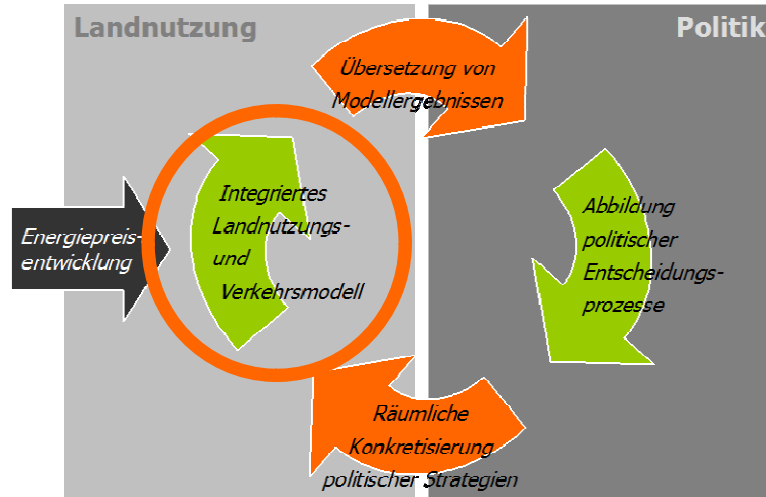 Landnutzung
Politik
Übersetzung von
Modellergebnissen
Integriertes
Landnutzungs-
und
Verkehrsmodell
Energiepreis-
entwicklung
Abbildung
politischer
Entscheidungs-
prozesse
Räumliche
Konkretisierung
politischer Strategien